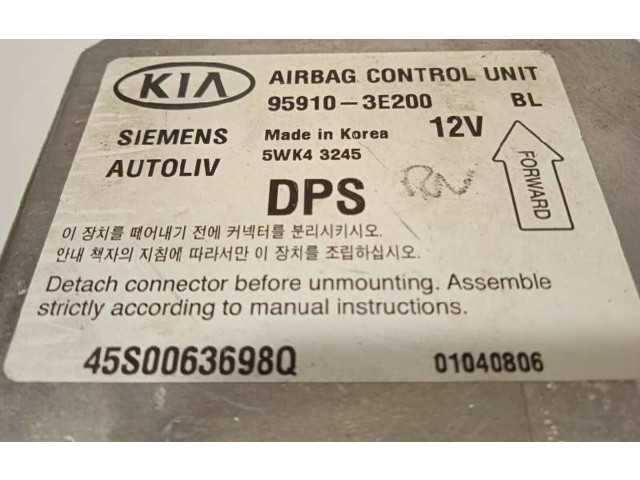 KIA AIRBAG CONTROL UNIT
95910-3E200 BL
SIEMENS Made in Korea 12V
AUTOLIV 5WK4 3245
FORWARD
DPS
이 장치를 떼어내기 전에 커넥터를 분리시키시오.
안내 책자의 지침에 따라서만 이 장치를 조립하십시오.
Detach connector before unmounting. Assemble
strictly according to manual instructions.
45S0063698Q 01040806